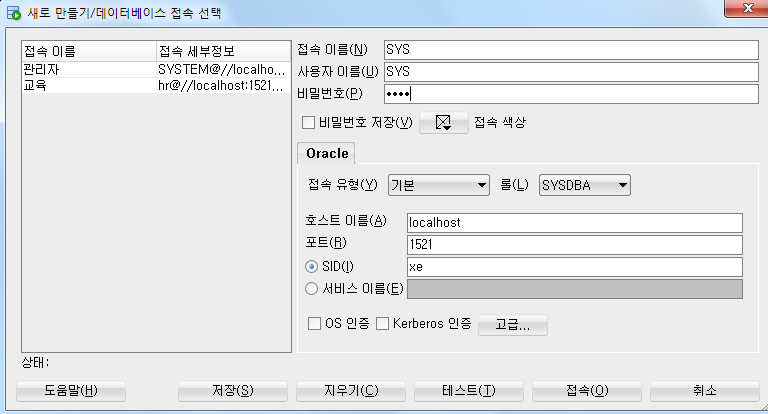 새로 만들기/데이터베이스 접속 선택
접속 이름 접속 세부정보
관리자 SYSTEM@//localho,,,
교육 hr@//localhost:1521,,,
접속 이름(N) SYS
사용자 이름(U) SYS
비밀번호(P) ••••
비밀번호 저장(V) 접속 색상
Oracle
접속 유형(Y) 기본 롤(L) SYSDBA
호스트 이름(A) localhost
포트(R) 1521
SID(I) xe
서비스 이름(E)
OS 인증 Kerberos 인증 고급,,,
상태:
도움말(H) 저장(S) 지우기(C) 테스트(T) 접속(O) 취소